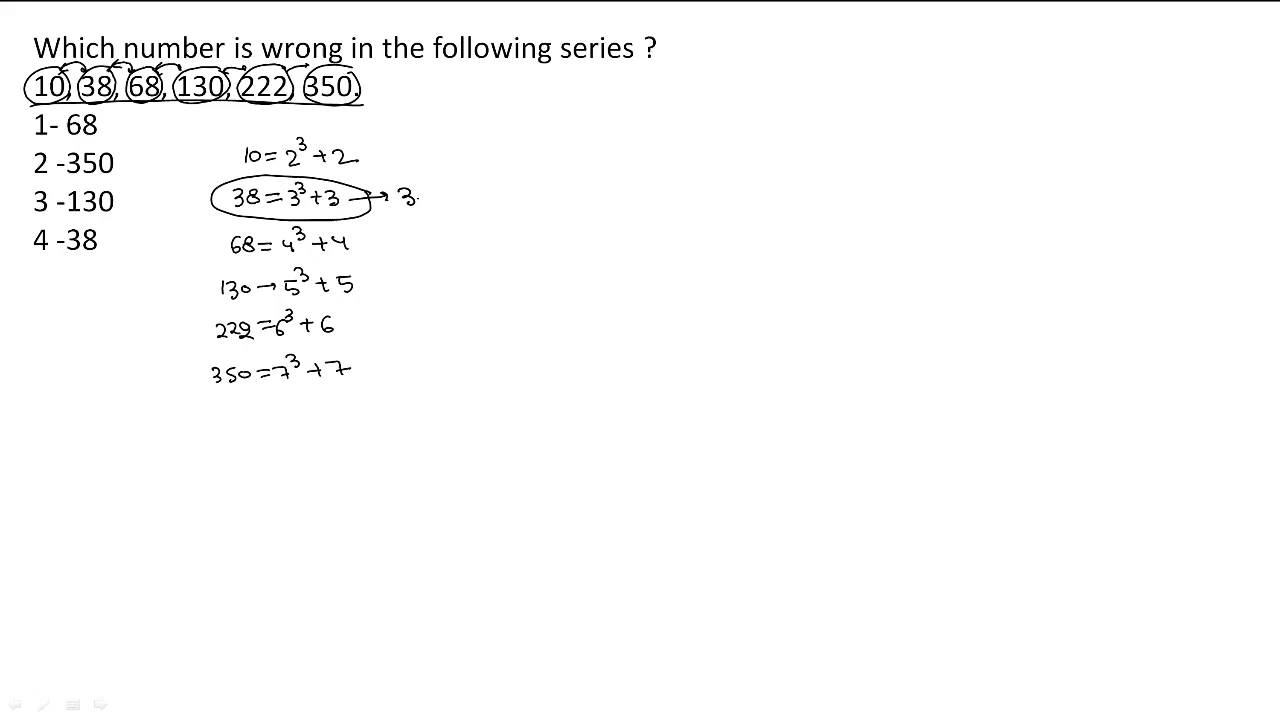 Which number is wrong in the following series ?
10, 38, 68, 130, 222, 350.
1- 68
2 -350
3 -130
4 -38
10 = 2³ + 2
38 = 3³ + 3 → 3
68 = 4³ + 4
130 → 5³ + 5
222 = 6³ + 6
350 = 7³ + 7